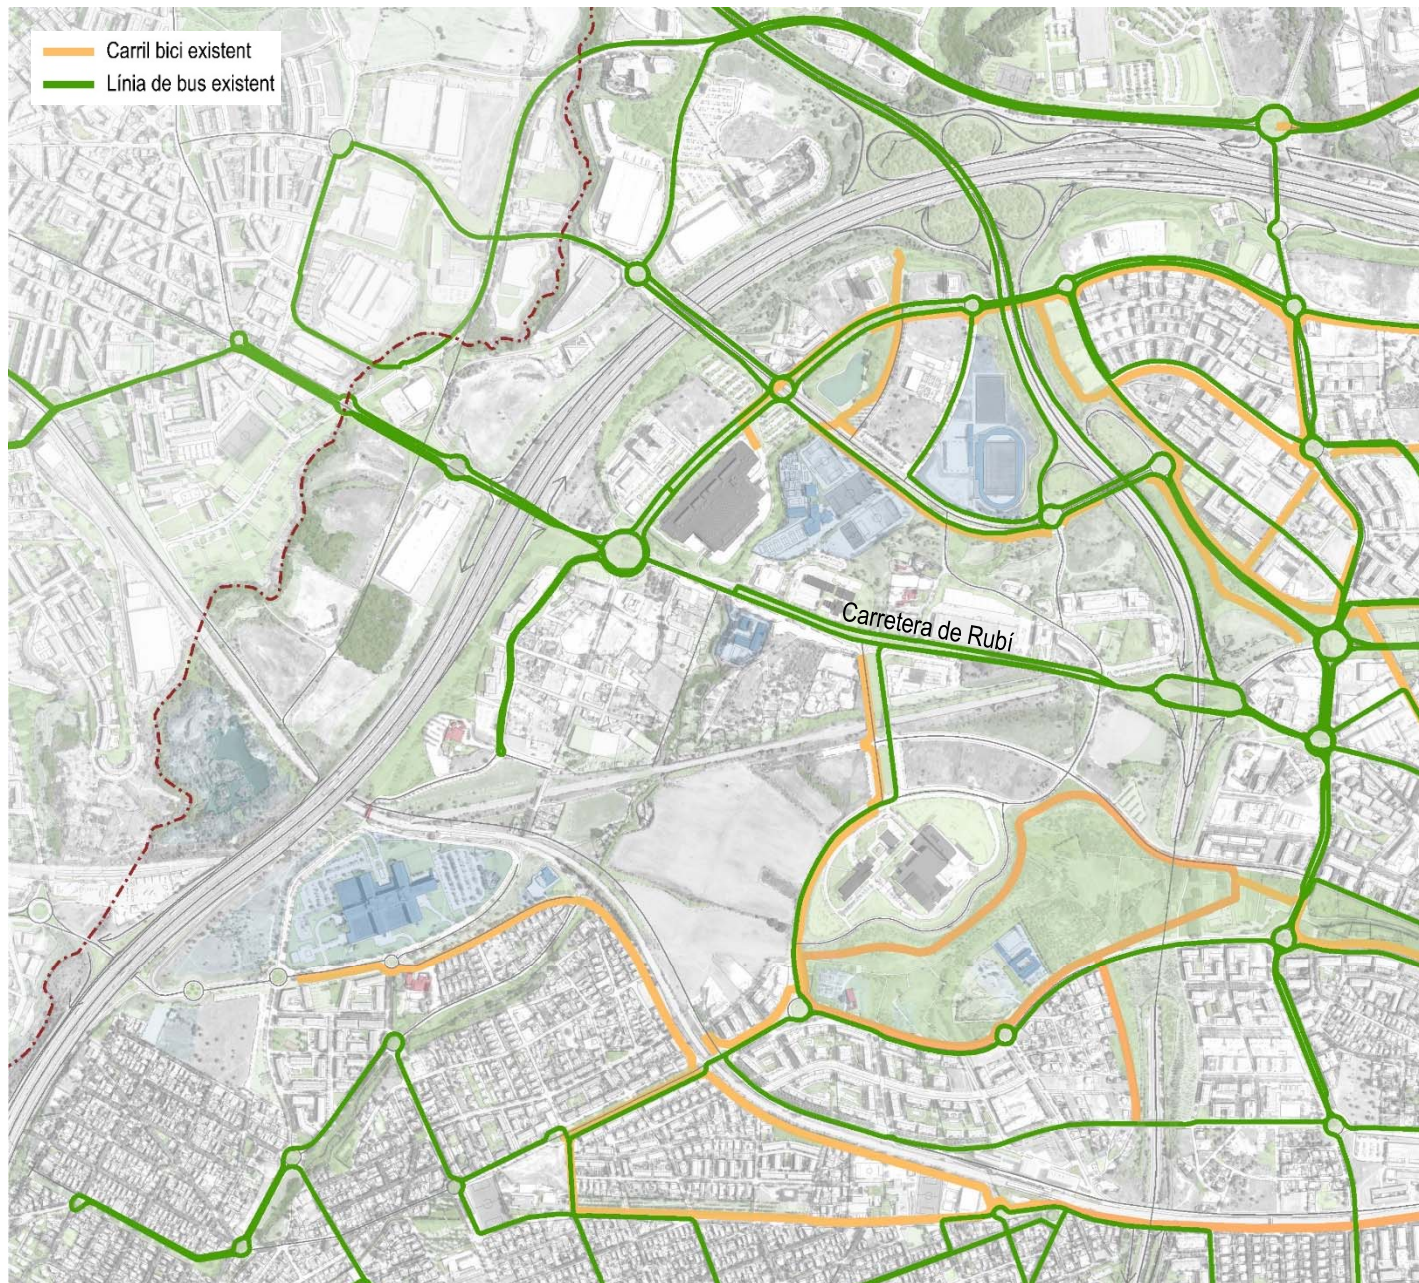 Carril bici existent
Línia de bus existent
Carretera de Rubí